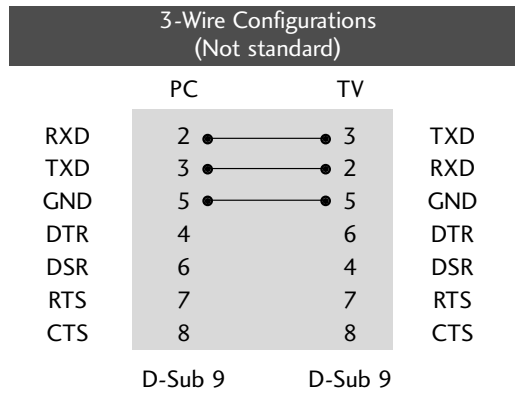 3-Wire Configurations
(Not standard)
PC TV
RXD 2 3 TXD
TXD 3 2 RXD
GND 5 5 GND
DTR 4 6 DTR
DSR 6 4 DSR
RTS 7 7 RTS
CTS 8 8 CTS
D-Sub 9 D-Sub 9